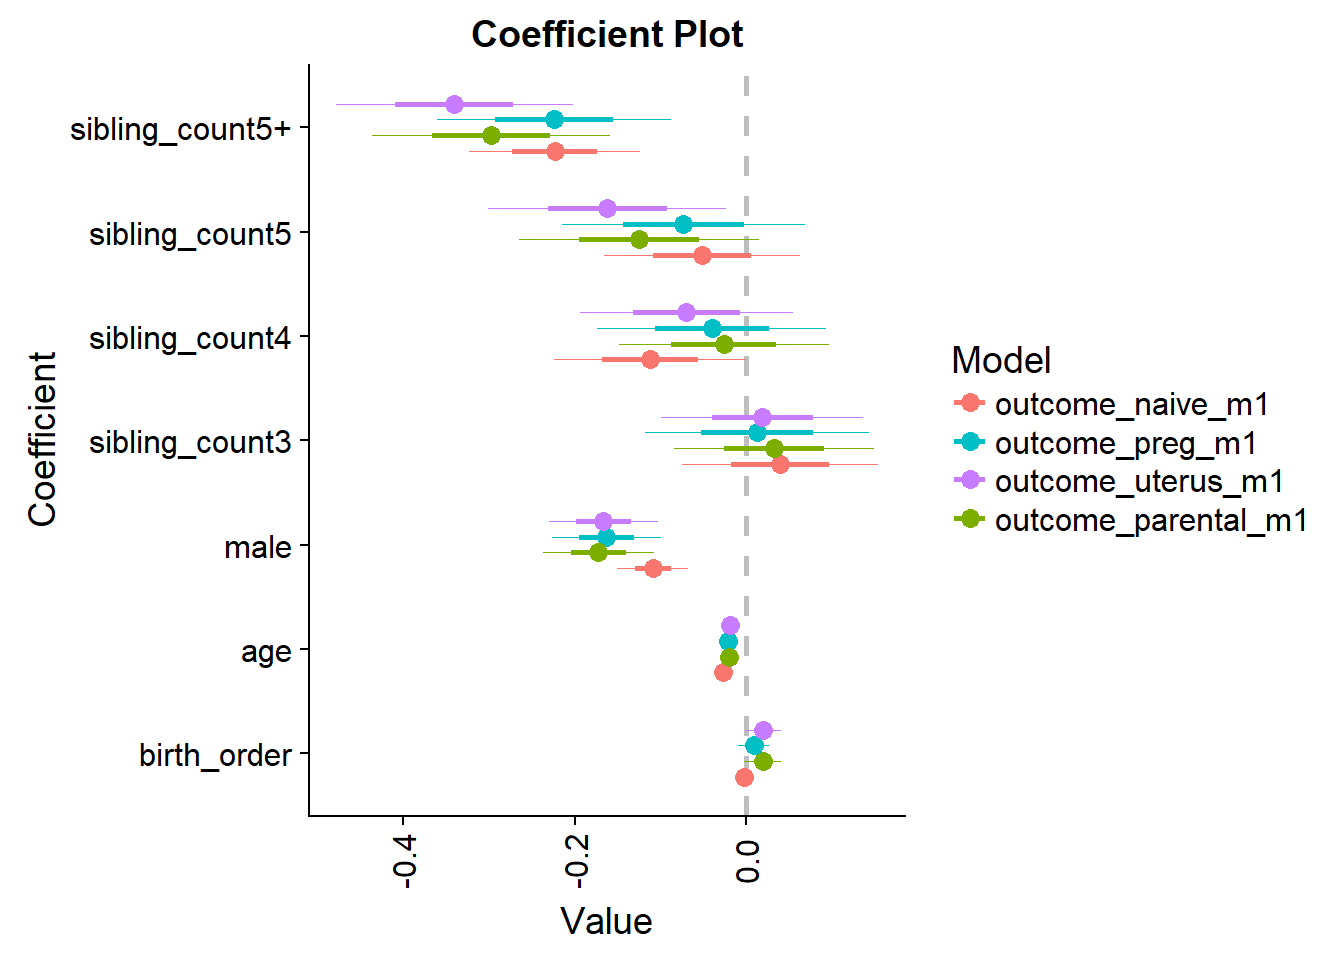 Coefficient Plot
Coefficient
sibling_count5+
sibling_count5
sibling_count4
sibling_count3
male
age
birth_order
-0.4
-0.2
0.0
Value
Model
outcome_naive_m1
outcome_preg_m1
outcome_uterus_m1
outcome_parental_m1